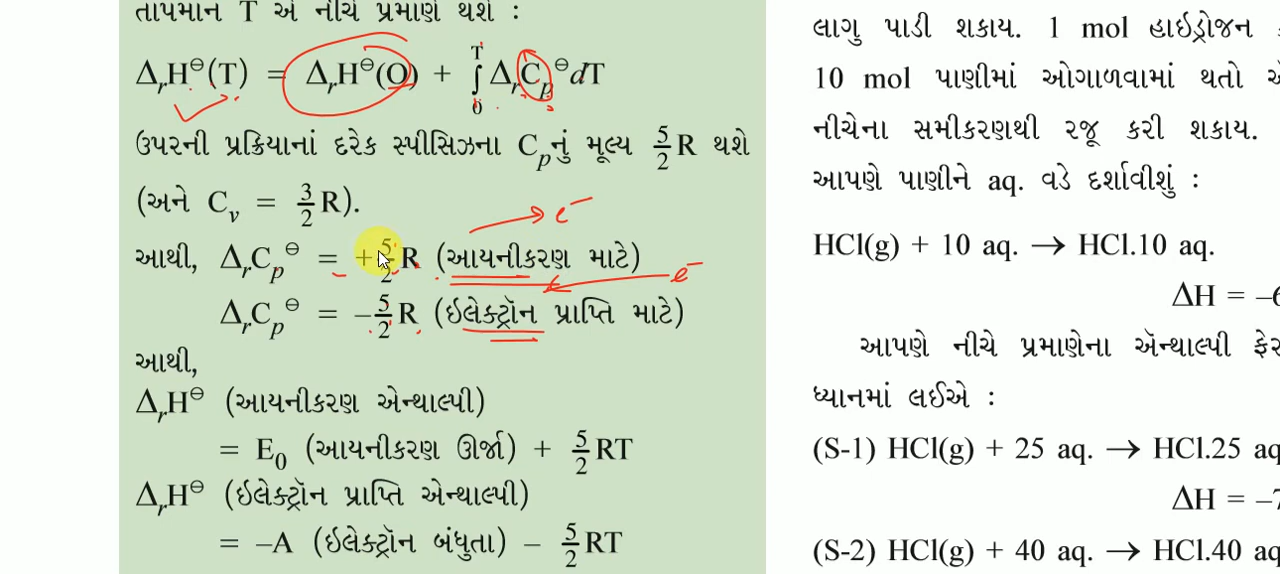 તાપમાન T એ નીચે પ્રમાણે થશે :
ΔᵣH⊖(T) = ΔᵣH⊖(O) + ∫₀ᵀ ΔᵣCₚ⊖dT
ઉપરની પ્રક્રિયાનાં દરેક સ્પીસિઝના Cₚનું મૂલ્ય 5/2 R થશે
(અને Cᵥ = 3/2 R).
e⁻
આથી, ΔᵣCₚ⊖ = +5/2 R (આયનીકરણ માટે)
e⁻
ΔᵣCₚ⊖ = –5/2 R (ઇલેક્ટ્રૉન પ્રાપ્તિ માટે)
આથી,
ΔᵣH⊖ (આયનીકરણ એન્થાલ્પી)
= E₀ (આયનીકરણ ઊર્જા) + 5/2 RT
ΔᵣH⊖ (ઇલેક્ટ્રૉન પ્રાપ્તિ એન્થાલ્પી)
= –A (ઇલેક્ટ્રૉન બંધુતા) – 5/2 RT
લાગુ પાડી શકાય. 1 mol હાઇડ્રોજન
10 mol પાણીમાં ઓગાળવામાં થતો
નીચેના સમીકરણથી રજૂ કરી શકાય.
આપણે પાણીને aq. વડે દર્શાવીશું :
HCl(g) + 10 aq. → HCl.10 aq.
ΔH = –6
આપણે નીચે પ્રમાણેના ઍન્થાલ્પી
ધ્યાનમાં લઈએ :
(S-1) HCl(g) + 25 aq. → HCl.25 aq
ΔH = –7
(S-2) HCl(g) + 40 aq. → HCl.40 aq